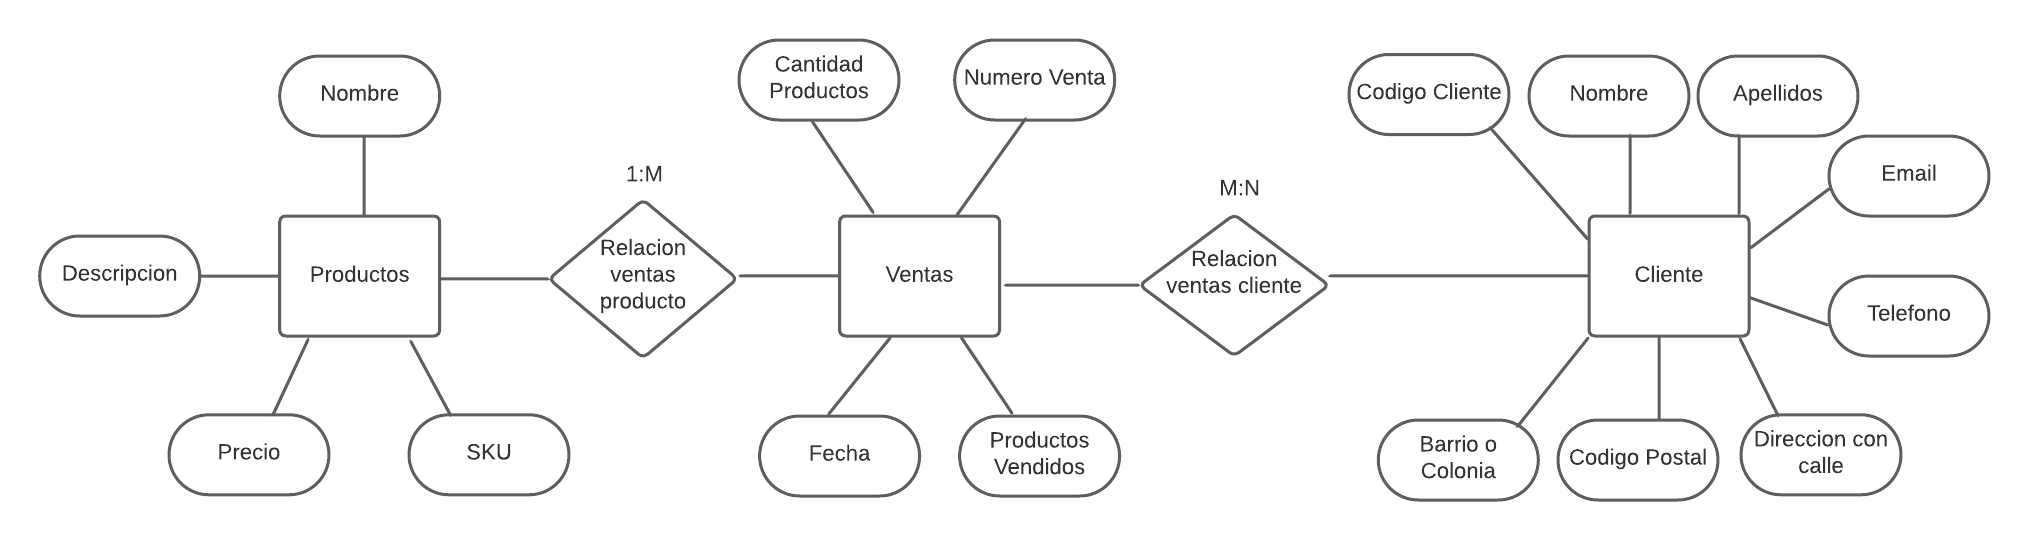 Nombre
Descripcion
Productos
Precio
SKU
1:M
Relacion
ventas
producto
Cantidad
Productos
Numero Venta
Ventas
Fecha
Productos
Vendidos
M:N
Relacion
ventas cliente
Codigo Cliente
Nombre
Apellidos
Email
Cliente
Telefono
Barrio o
Colonia
Codigo Postal
Direccion con
calle